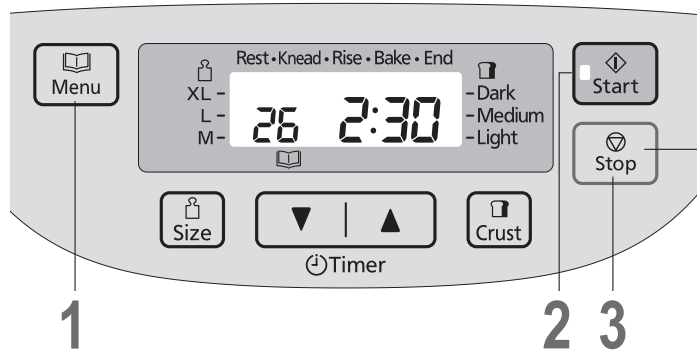 Menu
Rest • Knead • Rise • Bake • End
XL –
L –
M –
26 2:30
– Dark
– Medium
– Light
Start
Stop
Size
▼ | ▲
Crust
Timer
1
2
3